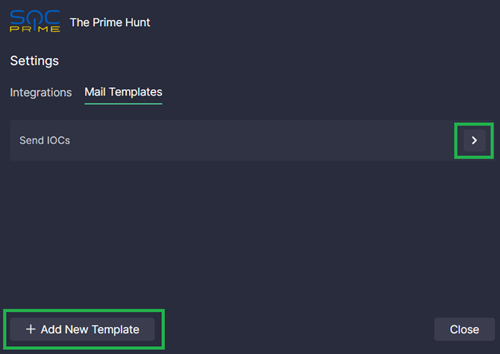 SOC
PRIME
The Prime Hunt
Settings
Integrations
Mail Templates
Send IOCs
+ Add New Template
Close